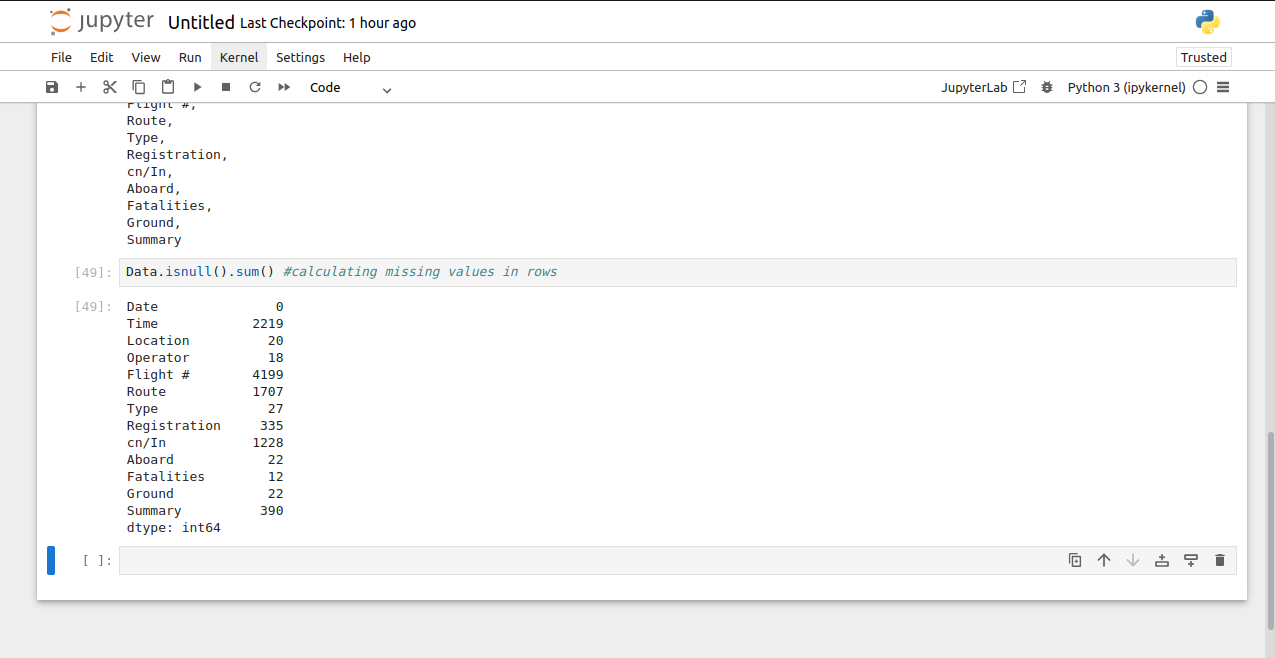 jupyter Untitled Last Checkpoint: 1 hour ago
File Edit View Run Kernel Settings Help Trusted
Code JupyterLab Python 3 (ipykernel)
Flight #,
Route,
Type,
Registration,
cn/In,
Aboard,
Fatalities,
Ground,
Summary
[49]: Data.isnull().sum() #calculating missing values in rows
[49]: Date 0
Time 2219
Location 20
Operator 18
Flight # 4199
Route 1707
Type 27
Registration 335
cn/In 1228
Aboard 22
Fatalities 12
Ground 22
Summary 390
dtype: int64
[ ]: